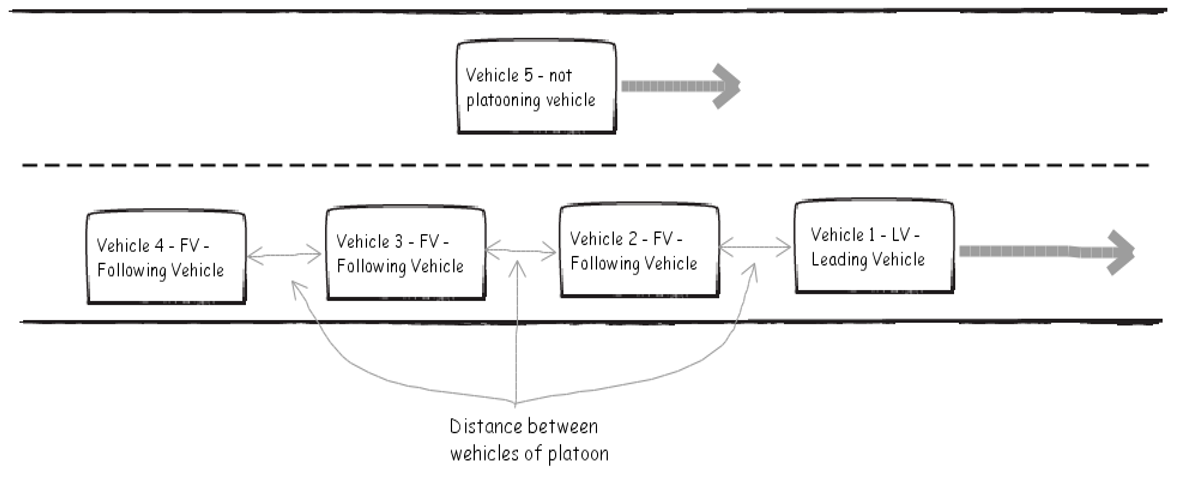 Vehicle 5 - not
platooning vehicle
Vehicle 4 - FV -
Following Vehicle
Vehicle 3 - FV -
Following Vehicle
Vehicle 2 - FV -
Following Vehicle
Vehicle 1 - LV -
Leading Vehicle
Distance between
wehicles of platoon